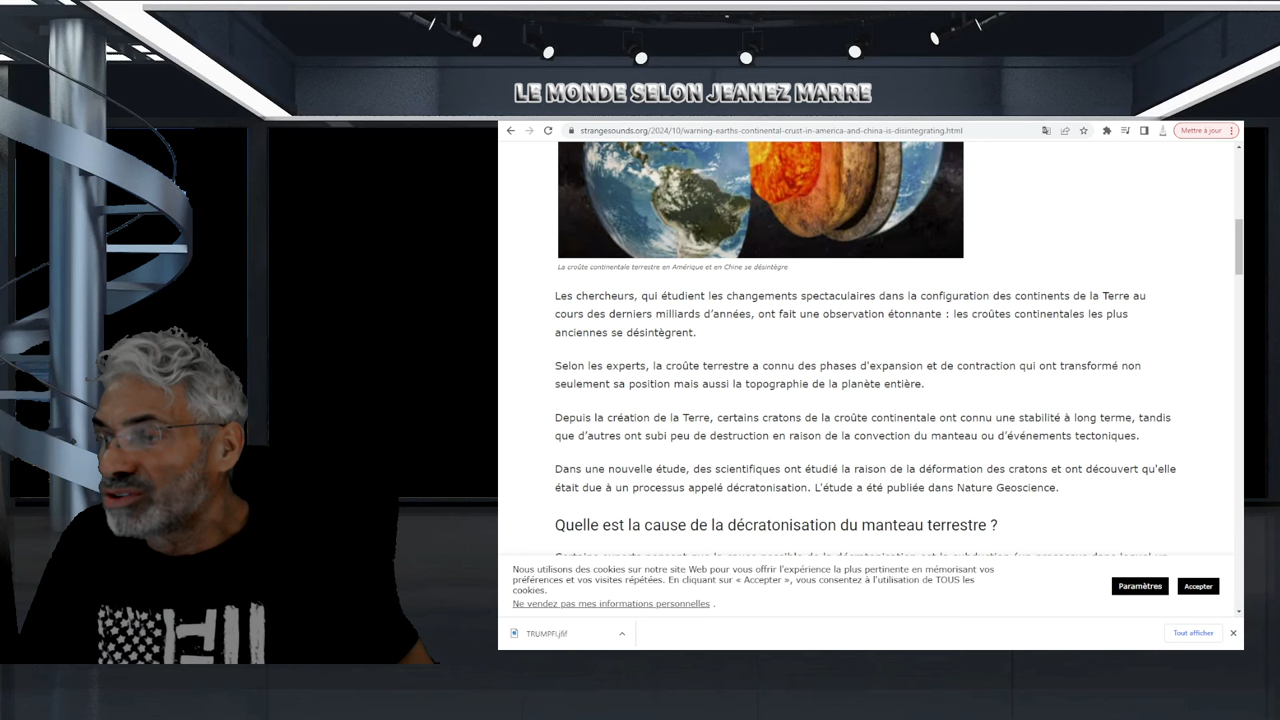 LE MONDE SELON JEANEZ MARRE
strangesounds.org/2024/10/warning-earths-continental-crust-in-america-and-china-is-disintegrating.html
Mettre à jour
La croûte continentale terrestre en Amérique et en Chine se désintègre
Les chercheurs, qui étudient les changements spectaculaires dans la configuration des continents de la Terre au
cours des derniers milliards d’années, ont fait une observation étonnante : les croûtes continentales les plus
anciennes se désintègrent.
Selon les experts, la croûte terrestre a connu des phases d'expansion et de contraction qui ont transformé non
seulement sa position mais aussi la topographie de la planète entière.
Depuis la création de la Terre, certains cratons de la croûte continentale ont connu une stabilité à long terme, tandis
que d’autres ont subi peu de destruction en raison de la convection du manteau ou d’événements tectoniques.
Dans une nouvelle étude, des scientifiques ont étudié la raison de la déformation des cratons et ont découvert qu'elle
était due à un processus appelé décratonisation. L'étude a été publiée dans Nature Geoscience.
Quelle est la cause de la décratonisation du manteau terrestre ?
Nous utilisons des cookies sur notre site Web pour vous offrir l'expérience la plus pertinente en mémorisant vos
préférences et vos visites répétées. En cliquant sur « Accepter », vous consentez à l'utilisation de TOUS les
cookies.
Ne vendez pas mes informations personnelles .
Paramètres
Accepter
TRUMPFI.jfif
Tout afficher